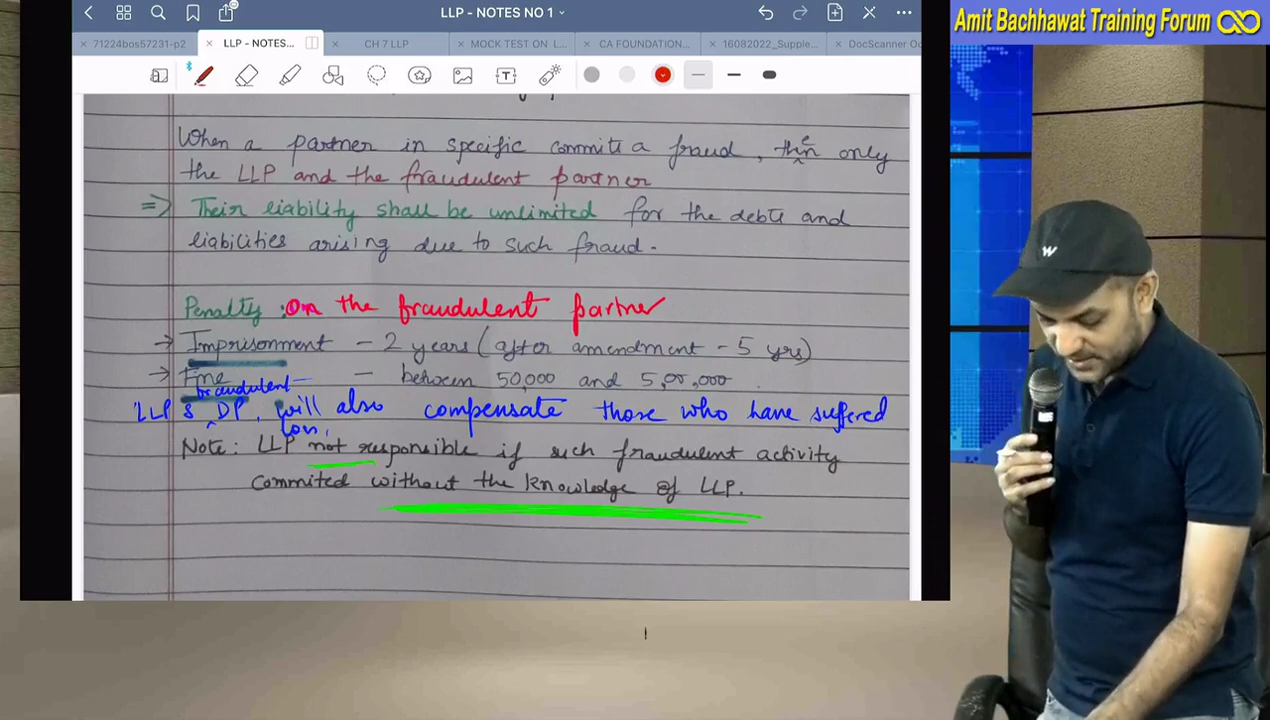 LLP - NOTES NO 1
Amit Bachhawat Training Forum
71224bos57231-p2
LLP - NOTES...
CH 7 LLP
MOCK TEST ON L...
CA FOUNDATION...
16082022_Supple...
DocScanner Oc
When a partner in specific commits a fraud, then only
the LLP and the fraudulent partner
=> Their liability shall be unlimited for the debts and
liabilities arising due to such fraud.
Penalty : On the fraudulent partner
→ Imprisonment - 2 years (after amendment - 5 yrs)
→ Fine - between 50,000 and 5,00,000
fraudulent
LLP & DP, will also compensate those who have suffered
loss,
Note: LLP not responsible if such fraudulent activity
Commited without the knowledge of LLP.